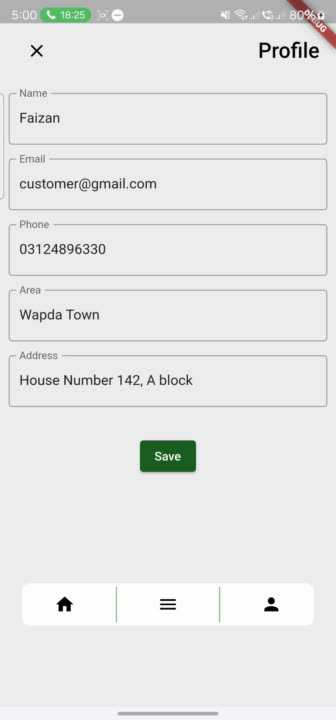 5:00 18:25 80%
Profile
Name
Faizan
Email
customer@gmail.com
Phone
03124896330
Area
Wapda Town
Address
House Number 142, A block
Save